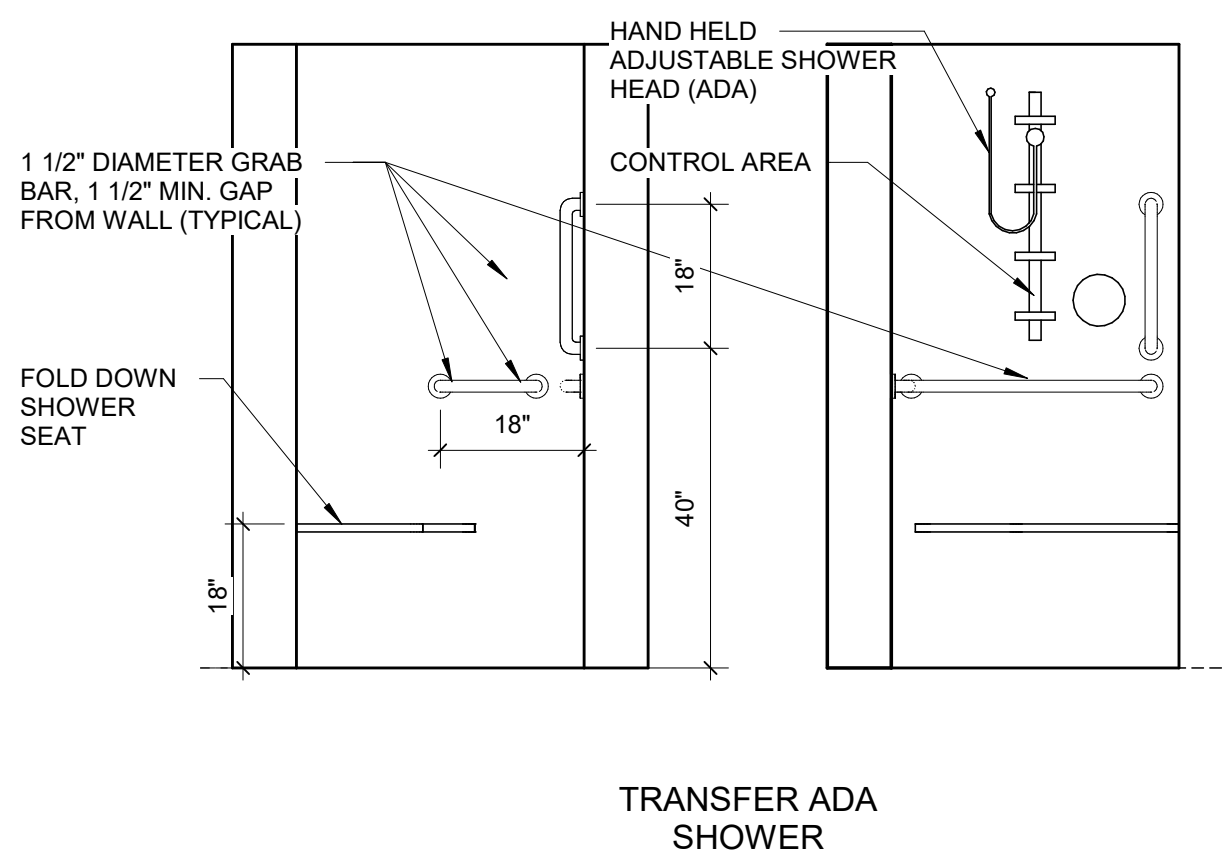 HAND HELD
ADJUSTABLE SHOWER
HEAD (ADA)
1 1/2" DIAMETER GRAB
BAR, 1 1/2" MIN. GAP
FROM WALL (TYPICAL)
CONTROL AREA
18"
FOLD DOWN
SHOWER
SEAT
18"
40"
18"
TRANSFER ADA
SHOWER